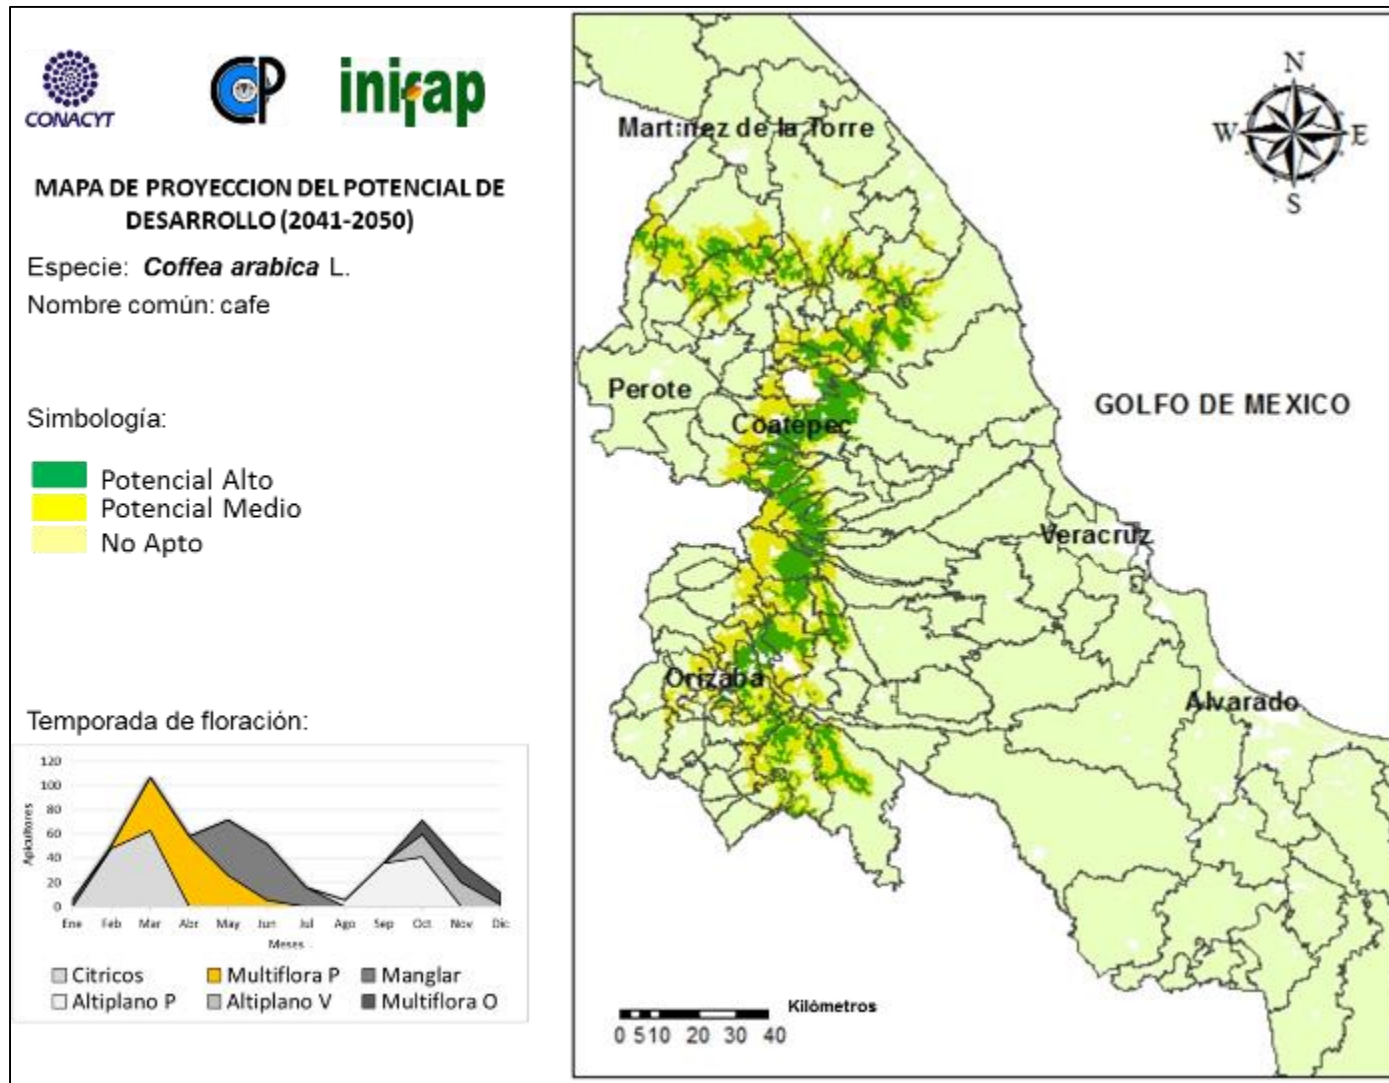 CONACYT
CP
inifap
MAPA DE PROYECCION DEL POTENCIAL DE
DESARROLLO (2041-2050)
Especie: Coffea arabica L.
Nombre común: cafe
Simbología:
Potencial Alto
Potencial Medio
No Apto
Temporada de floración:
120
100
80
60
40
20
0
Apicultores
Ene Feb Mar Abr May Jun Jul Ago Sep Oct Nov Dic
Meses
Citricos Multiflora P Manglar
Altiplano P Altiplano V Multiflora O
N
W E
S
Martinez de la Torre
Perote
Coatepec
GOLFO DE MEXICO
Veracruz
Orizaba
Alvarado
Kilómetros
0 5 10 20 30 40